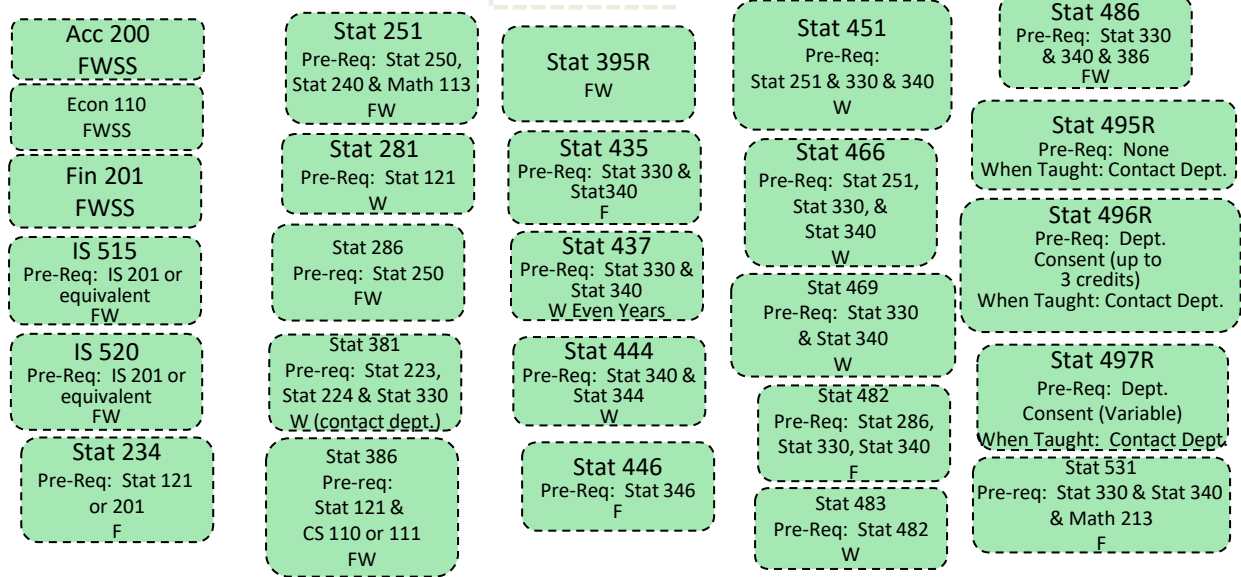 Acc 200
FWSS
Econ 110
FWSS
Fin 201
FWSS
IS 515
Pre-Req: IS 201 or
equivalent
FW
IS 520
Pre-Req: IS 201 or
equivalent
FW
Stat 234
Pre-Req: Stat 121
or 201
F
Stat 251
Pre-Req: Stat 250,
Stat 240 & Math 113
FW
Stat 281
Pre-Req: Stat 121
W
Stat 286
Pre-req: Stat 250
FW
Stat 381
Pre-req: Stat 223,
Stat 224 & Stat 330
W (contact dept.)
Stat 386
Pre-req:
Stat 121 &
CS 110 or 111
FW
Stat 395R
FW
Stat 435
Pre-Req: Stat 330 &
Stat340
F
Stat 437
Pre-Req: Stat 330 &
Stat 340
W Even Years
Stat 444
Pre-Req: Stat 340 &
Stat 344
W
Stat 446
Pre-Req: Stat 346
F
Stat 451
Pre-Req:
Stat 251 & 330 & 340
W
Stat 466
Pre-Req: Stat 251,
Stat 330, &
Stat 340
W
Stat 469
Pre-Req: Stat 330
& Stat 340
W
Stat 482
Pre-Req: Stat 286,
Stat 330, Stat 340
F
Stat 483
Pre-Req: Stat 482
W
Stat 486
Pre-Req: Stat 330
& 340 & 386
FW
Stat 495R
Pre-Req: None
When Taught: Contact Dept.
Stat 496R
Pre-Req: Dept.
Consent (up to
3 credits)
When Taught: Contact Dept.
Stat 497R
Pre-Req: Dept.
Consent (Variable)
When Taught: Contact Dept.
Stat 531
Pre-req: Stat 330 & Stat 340
& Math 213
F